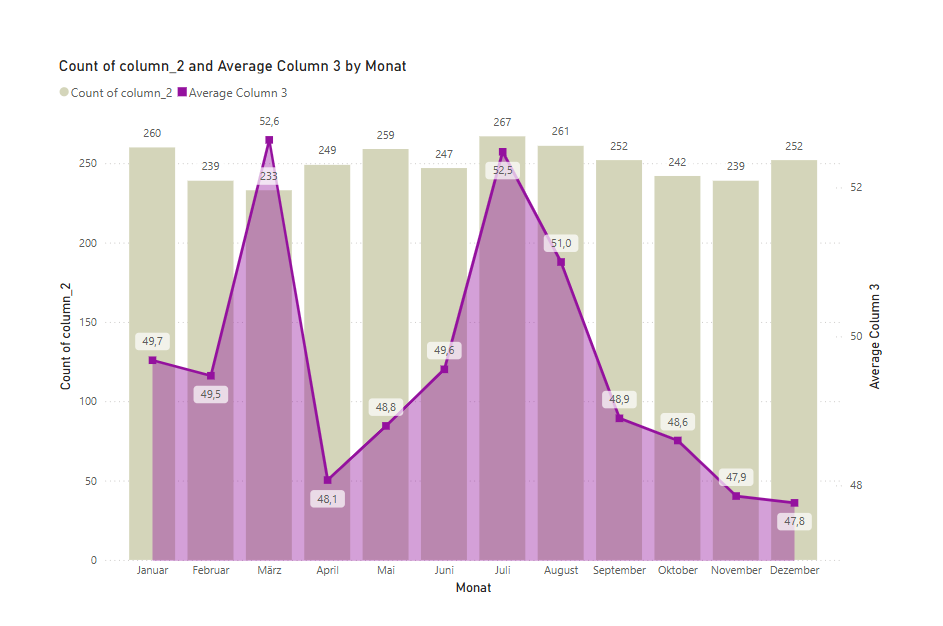 Count of column_2 and Average Column 3 by Monat
Count of column_2 Average Column 3
260 239 233 249 259 247 267 261 252 242 239 252
49,7 49,5 52,6 48,1 48,8 49,6 52,5 51,0 48,9 48,6 47,9 47,8
250
200
150
100
50
0
Count of column_2
52
50
48
Average Column 3
Januar Februar März April Mai Juni Juli August September Oktober November Dezember
Monat